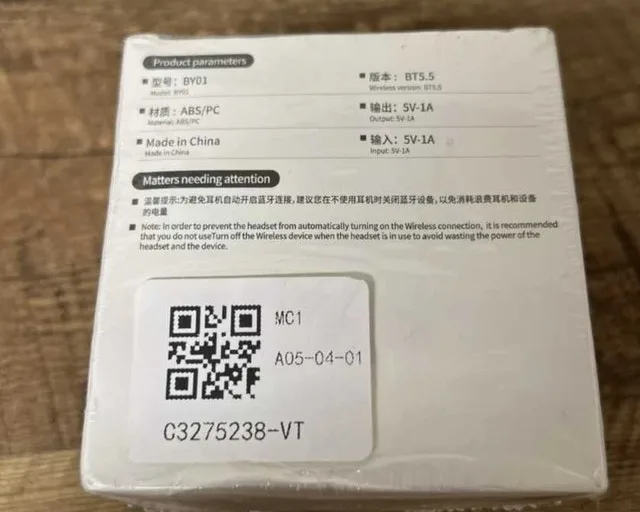 Product parameters
型号: BY01
Model: BY01
版本: BT5.5
Wireless version: BT5.5
材质: ABS/PC
Material: ABS/PC
输出: 5V-1A
Output: 5V-1A
Made in China
Made in China
输入: 5V-1A
Input: 5V-1A
Matters needing attention
温馨提示:为避免耳机自动开启蓝牙连接,建议您在不使用耳机时关闭蓝牙设备,以免消耗浪费耳机和设备
的电量
Note: In order to prevent the headset from automatically turning on the Wireless connection, it is recommended
that you do not useTurn off the Wireless device when the headset is in use to avoid wasting the power of the
headset and the device.
MC1
A05-04-01
C3275238-VT